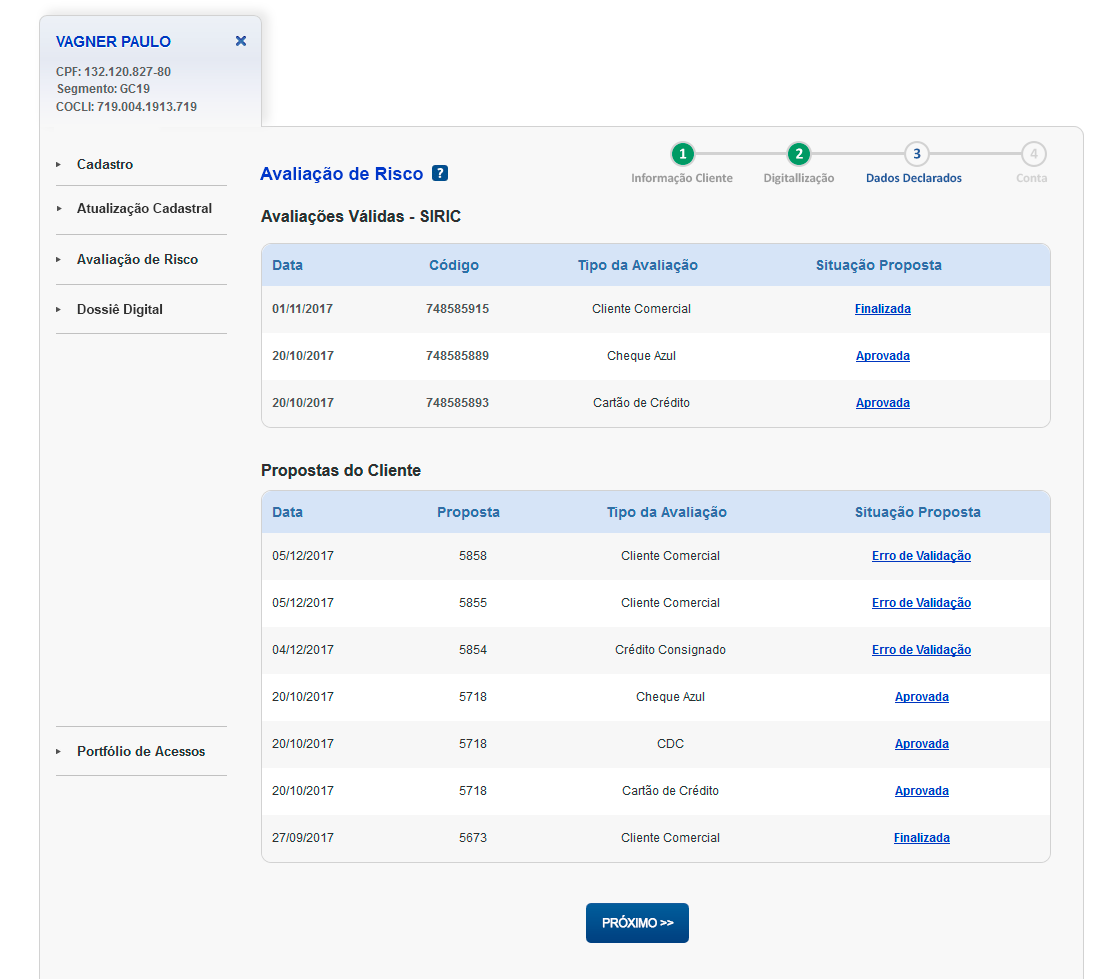 VAGNER PAULO ×
CPF: 132.120.827-80
Segmento: GC19
COCLI: 719.004.1913.719
Cadastro
Atualização Cadastral
Avaliação de Risco
Dossiê Digital
Portfólio de Acessos
1 2 3 4
Informação Cliente Digitallização Dados Declarados Conta
Avaliação de Risco ?
Avaliações Válidas - SIRIC
Data Código Tipo da Avaliação Situação Proposta
01/11/2017 748585915 Cliente Comercial Finalizada
20/10/2017 748585889 Cheque Azul Aprovada
20/10/2017 748585893 Cartão de Crédito Aprovada
Propostas do Cliente
Data Proposta Tipo da Avaliação Situação Proposta
05/12/2017 5858 Cliente Comercial Erro de Validação
05/12/2017 5855 Cliente Comercial Erro de Validação
04/12/2017 5854 Crédito Consignado Erro de Validação
20/10/2017 5718 Cheque Azul Aprovada
20/10/2017 5718 CDC Aprovada
20/10/2017 5718 Cartão de Crédito Aprovada
27/09/2017 5673 Cliente Comercial Finalizada
PRÓXIMO >>